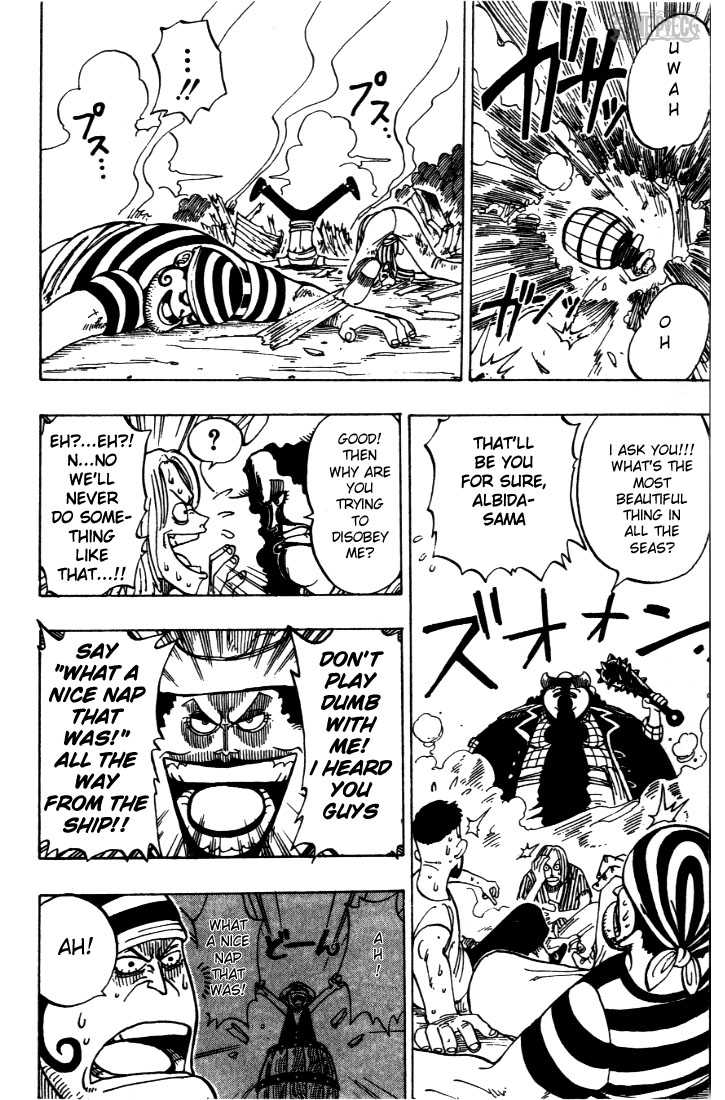 UWAH
ガサッ
ガーンッ
OH
...!!
プス...
プス...
I ASK YOU!!!
WHAT'S THE
MOST
BEAUTIFUL
THING IN
ALL THE
SEAS?
THAT'LL
BE YOU
FOR SURE,
ALBIDA-
SAMA
ズオオオン
GOOD!
THEN
WHY ARE
YOU
TRYING
TO
DISOBEY
ME?
?
EH?...EH?!
N...NO
WE'LL
NEVER
DO SOME-
THING
LIKE
THAT...!!
DON'T
PLAY
DUMB
WITH
ME!
I HEARD
YOU
GUYS
SAY
"WHAT A
NICE NAP
THAT
WAS!"
ALL THE
WAY
FROM THE
SHIP!!
AH!
WHAT
A NICE
NAP
THAT
WAS!
どーん
AH!